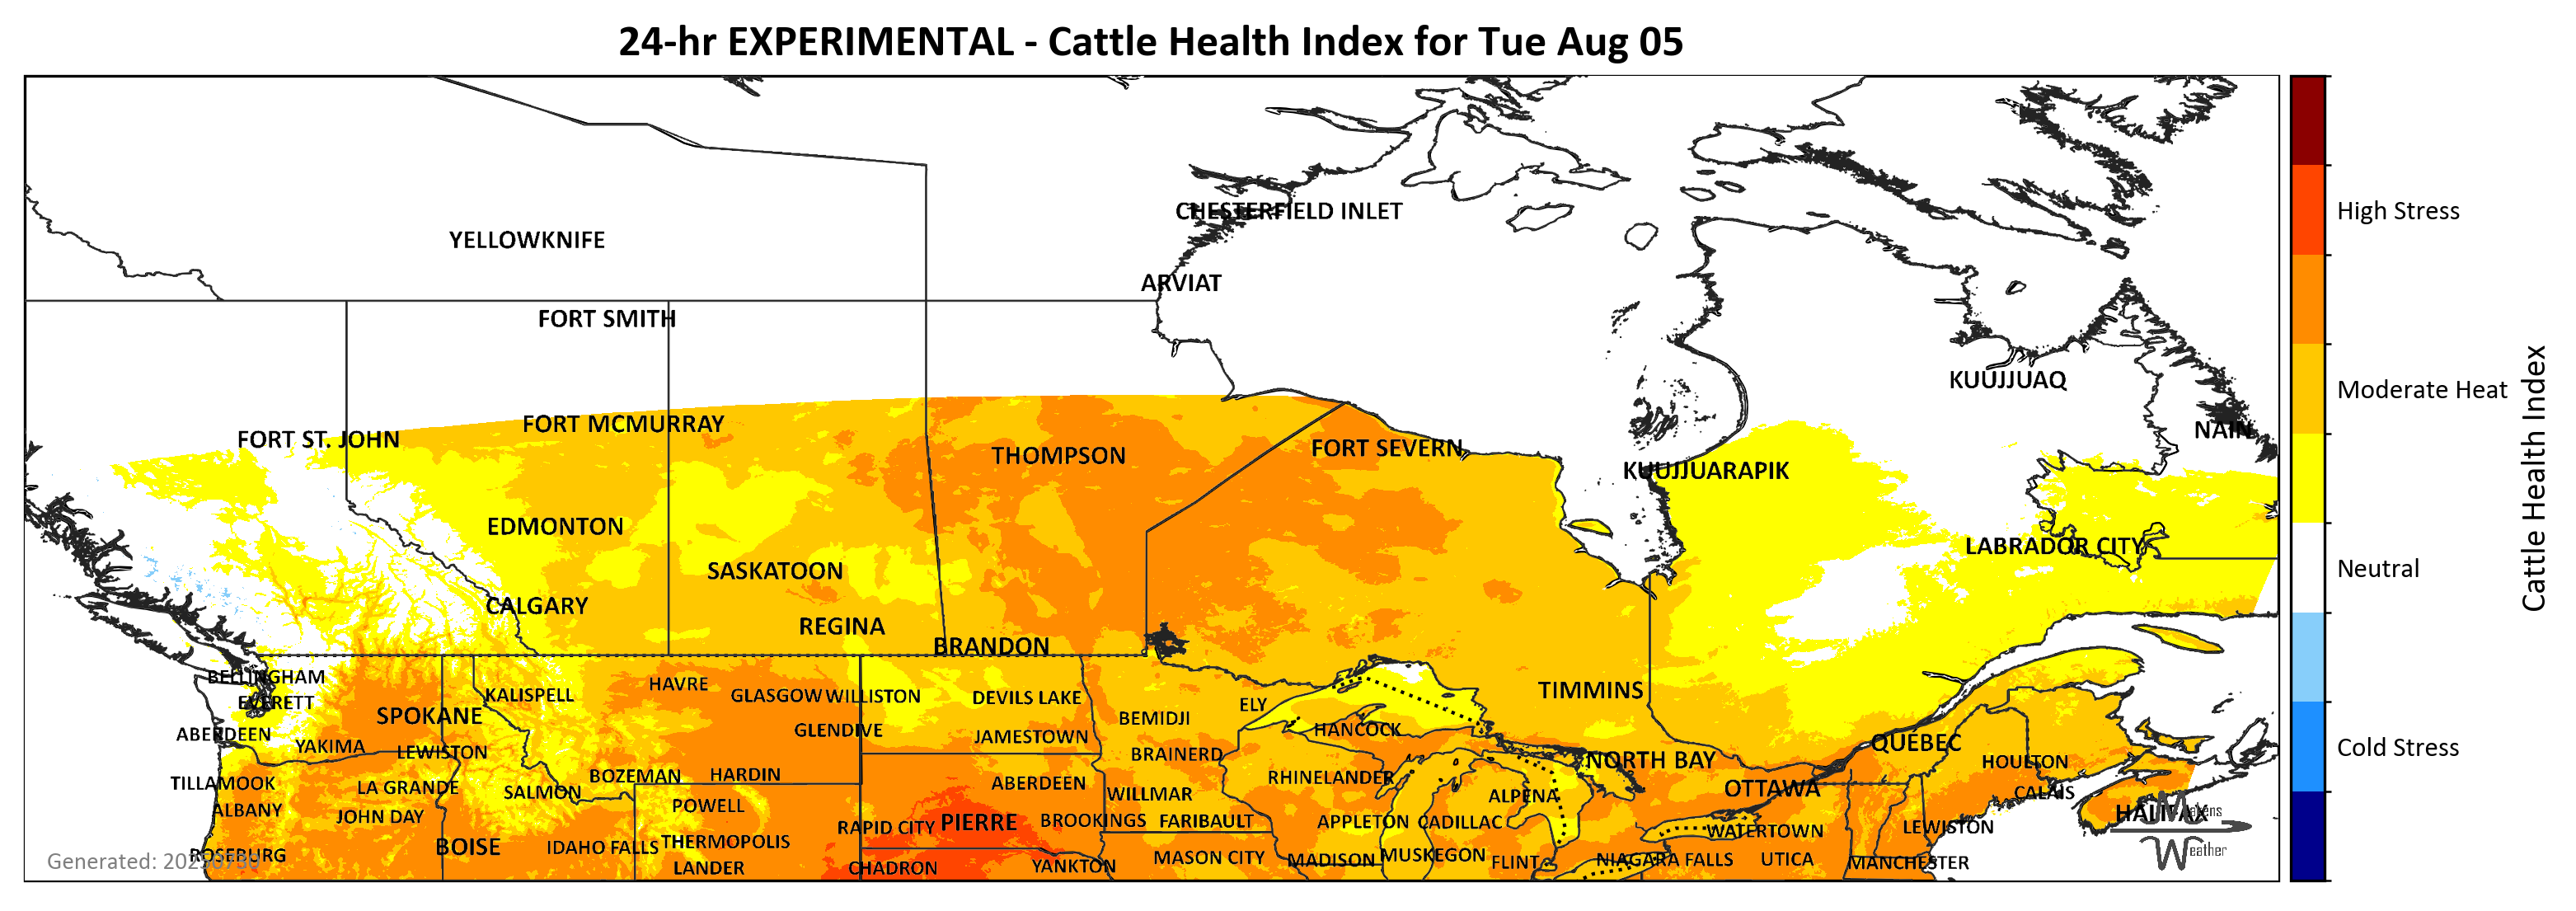 24-hr EXPERIMENTAL - Cattle Health Index for Tue Aug 05
CHESTERFIELD INLET
YELLOWKNIFE
ARVIAT
FORT SMITH
KUUJJUAQ
FORT MCMURRAY
NAIN
FORT ST. JOHN
FORT SEVERN
THOMPSON
KUUJJUARAPIK
EDMONTON
LABRADOR CITY
SASKATOON
CALGARY
REGINA
BRANDON
BELLINGHAM
HAVRE
TIMMINS
KALISPELL
GLASGOW
WILLISTON
DEVILS LAKE
EVERETT
ELY
SPOKANE
BEMIDJI
GLENDIVE
HANCOCK
ABERDEEN
JAMESTOWN
QUEBEC
YAKIMA
LEWISTON
BRAINERD
NORTH BAY
HOULTON
BOZEMAN
HARDIN
RHINELANDER
TILLAMOOK
ABERDEEN
LA GRANDE
OTTAWA
SALMON
WILLMAR
CALAIS
ALPENA
POWELL
ALBANY
JOHN DAY
HALIFAX
Makens
RAPID CITY
PIERRE
BROOKINGS
FARIBAULT
APPLETON
CADILLAC
WATERTOWN
LEWISTON
THERMOPOLIS
BOISE
IDAHO FALLS
Weather
ROSEBURG
MASON CITY
MUSKEGON
MADISON
NIAGARA FALLS
UTICA
FLINT
MANCHESTER
Generated:
LANDER
CHADRON
YANKTON
High Stress
Moderate Heat
Neutral
Cold Stress
Cattle Health Index